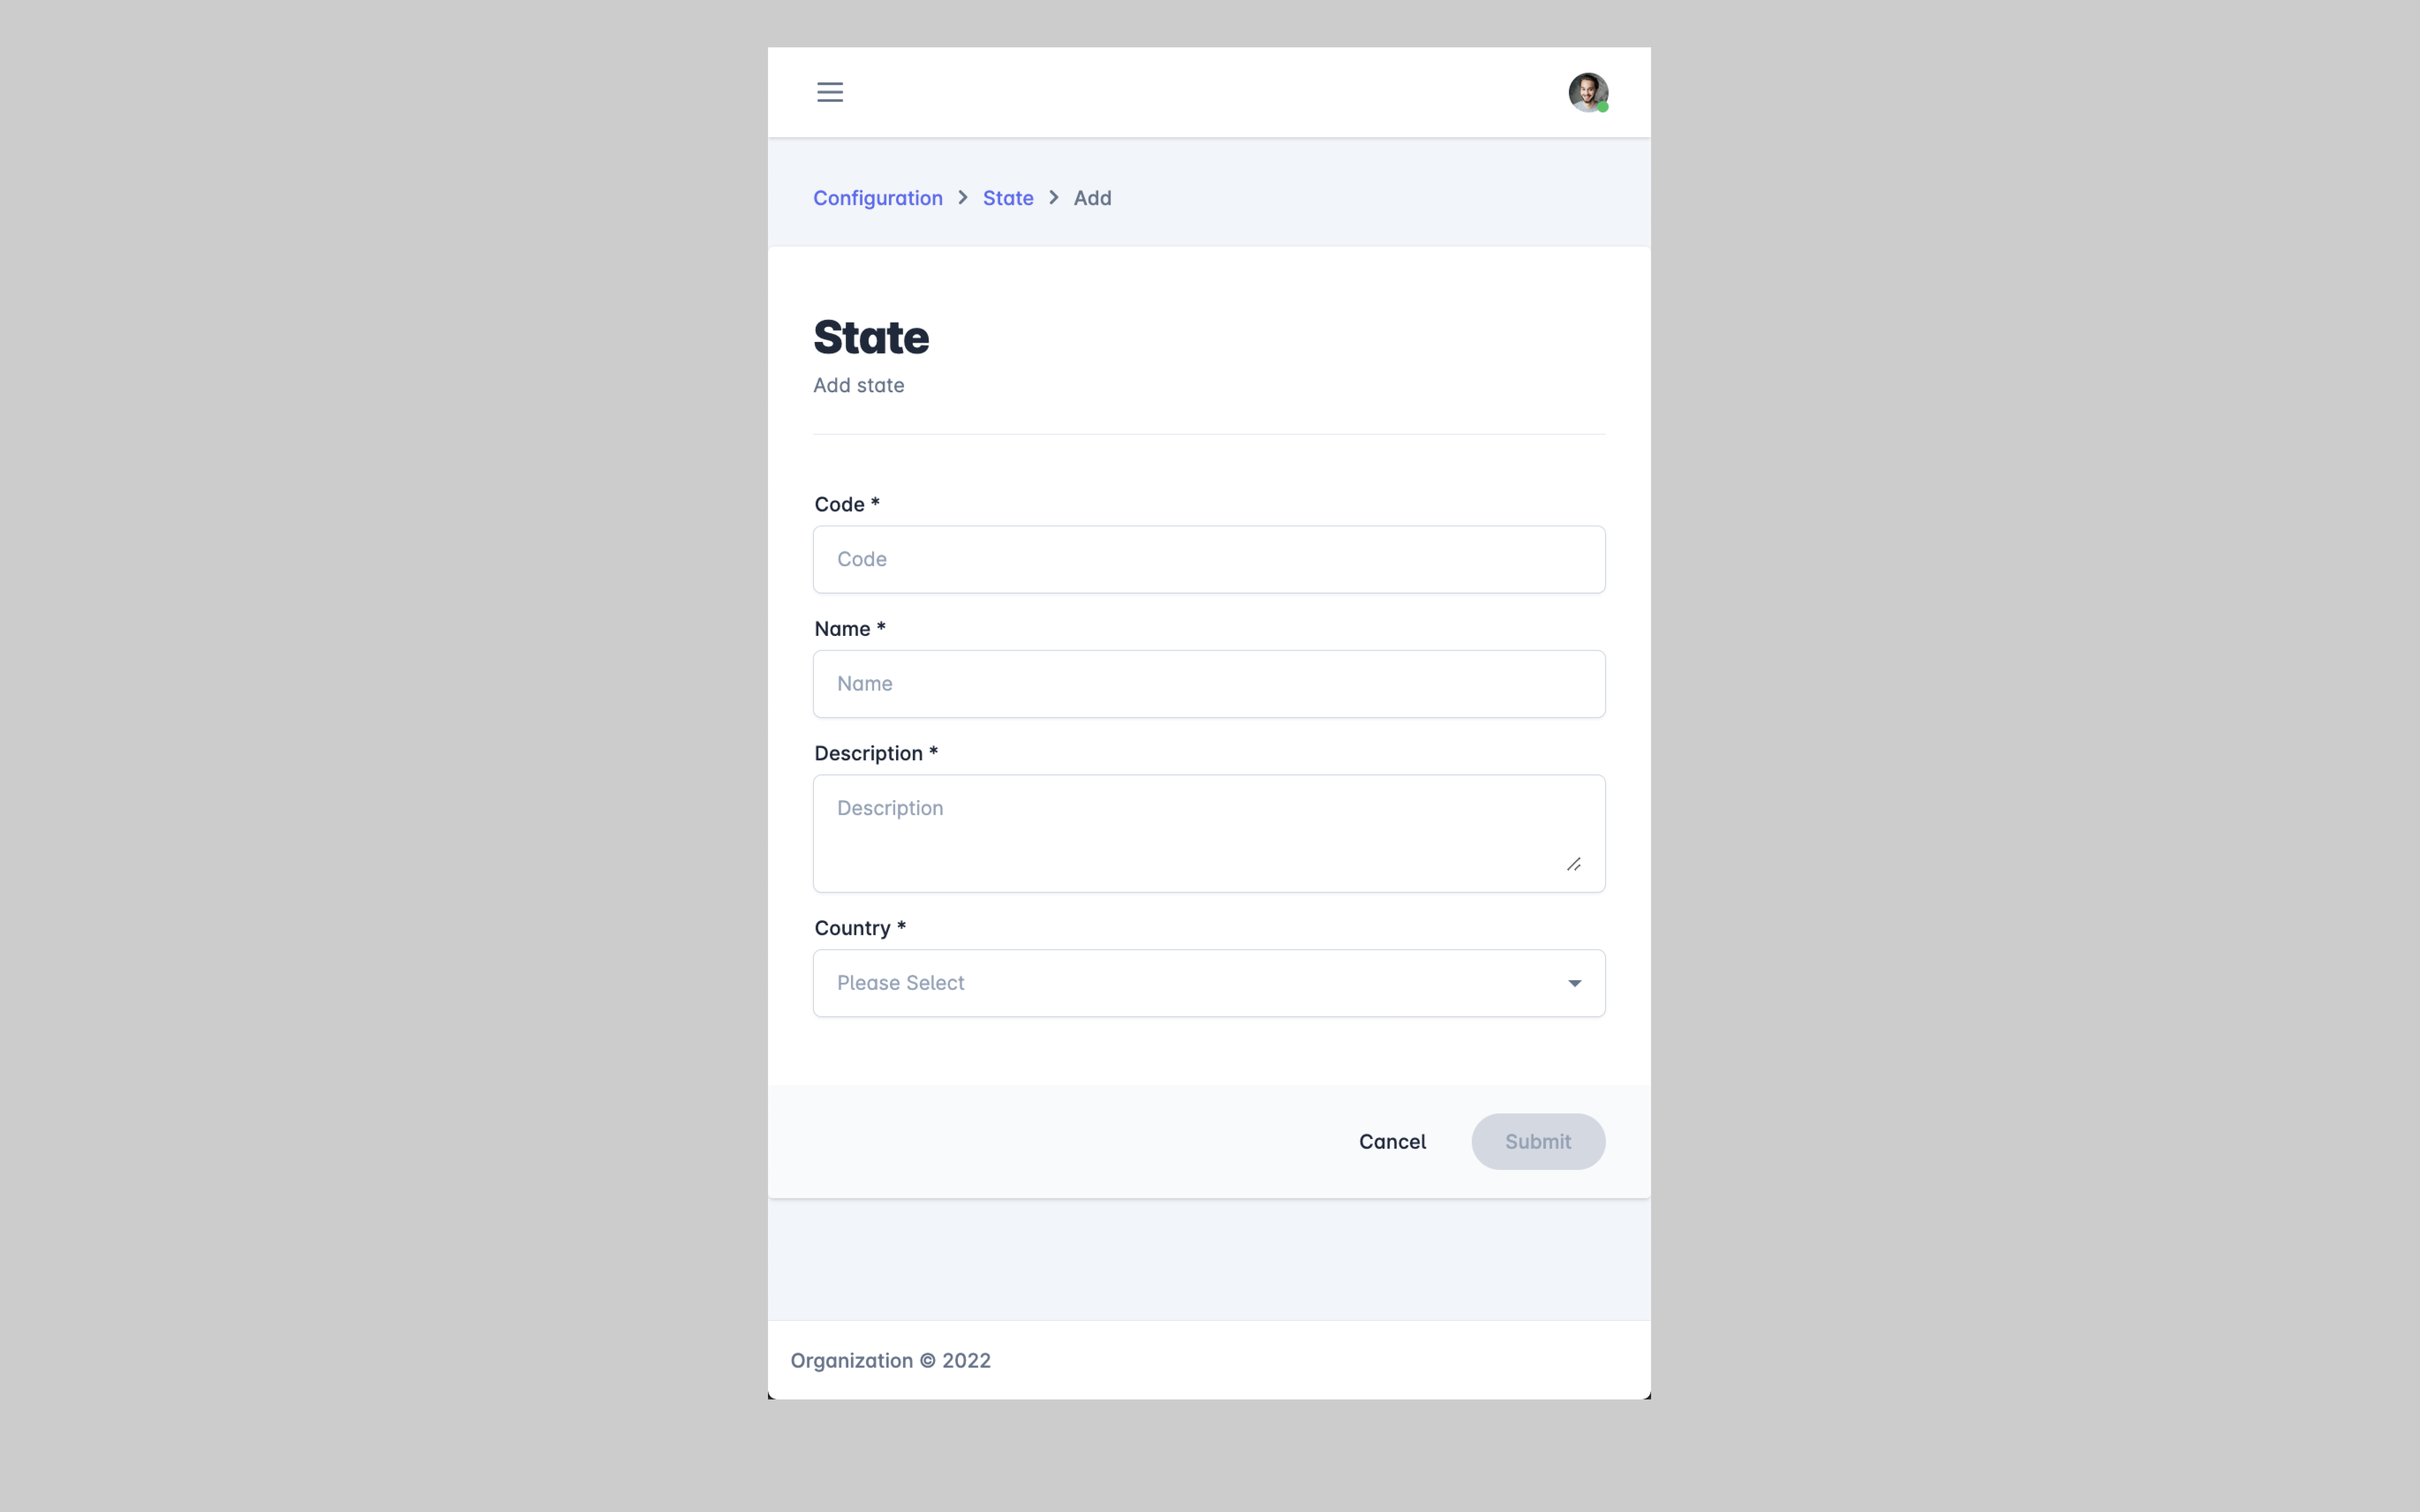 Configuration > State > Add
State
Add state
Code *
Code
Name *
Name
Description *
Description
Country *
Please Select
Cancel Submit
Organization © 2022